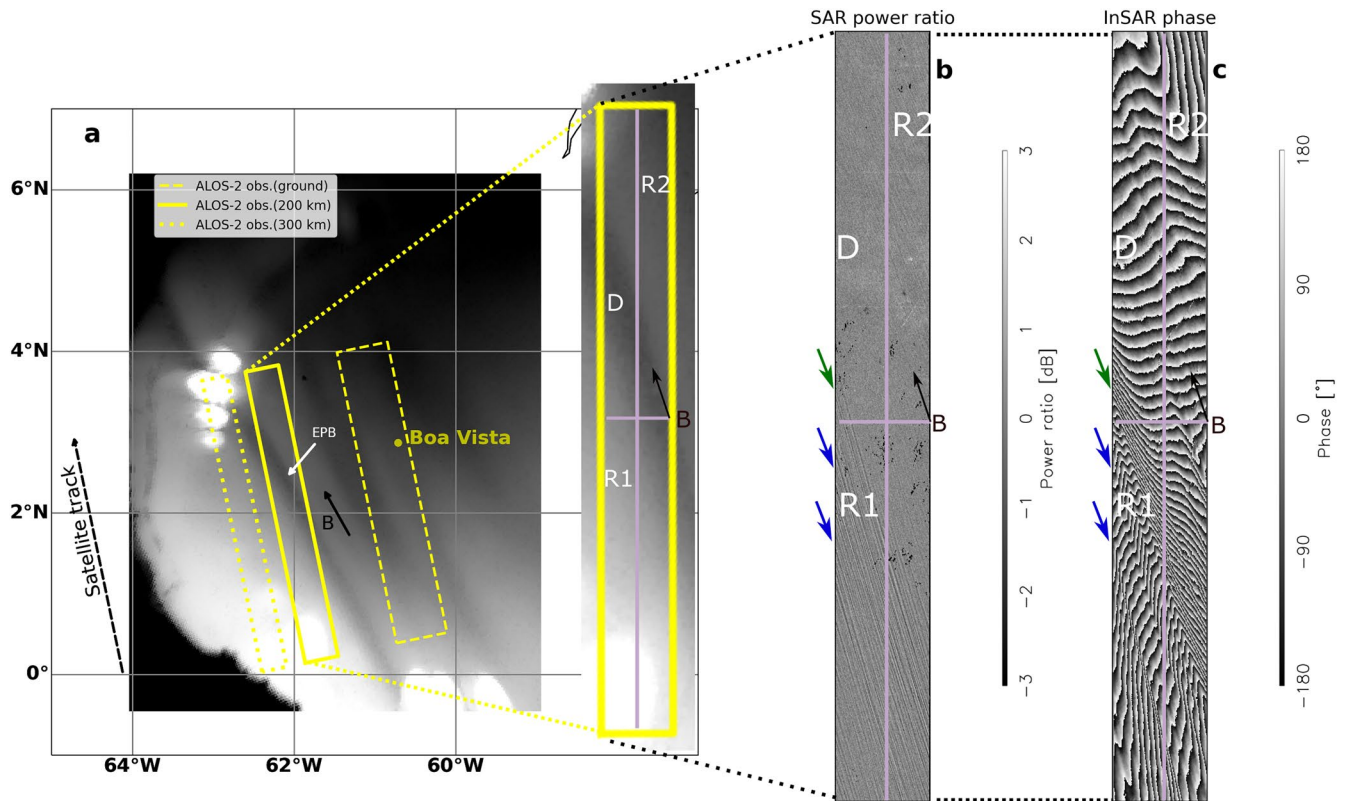 SAR power ratio
InSAR phase
a
b
c
ALOS-2 obs.(ground)
ALOS-2 obs.(200 km)
ALOS-2 obs.(300 km)
6°N
4°N
2°N
0°
64°W
62°W
60°W
Satellite track
EPB
Boa Vista
B
R2
D
R1
B
R2
D
R1
B
3
2
1
0
−1
−2
−3
Power ratio [dB]
R2
D
R1
B
180
90
0
−90
−180
Phase [°]